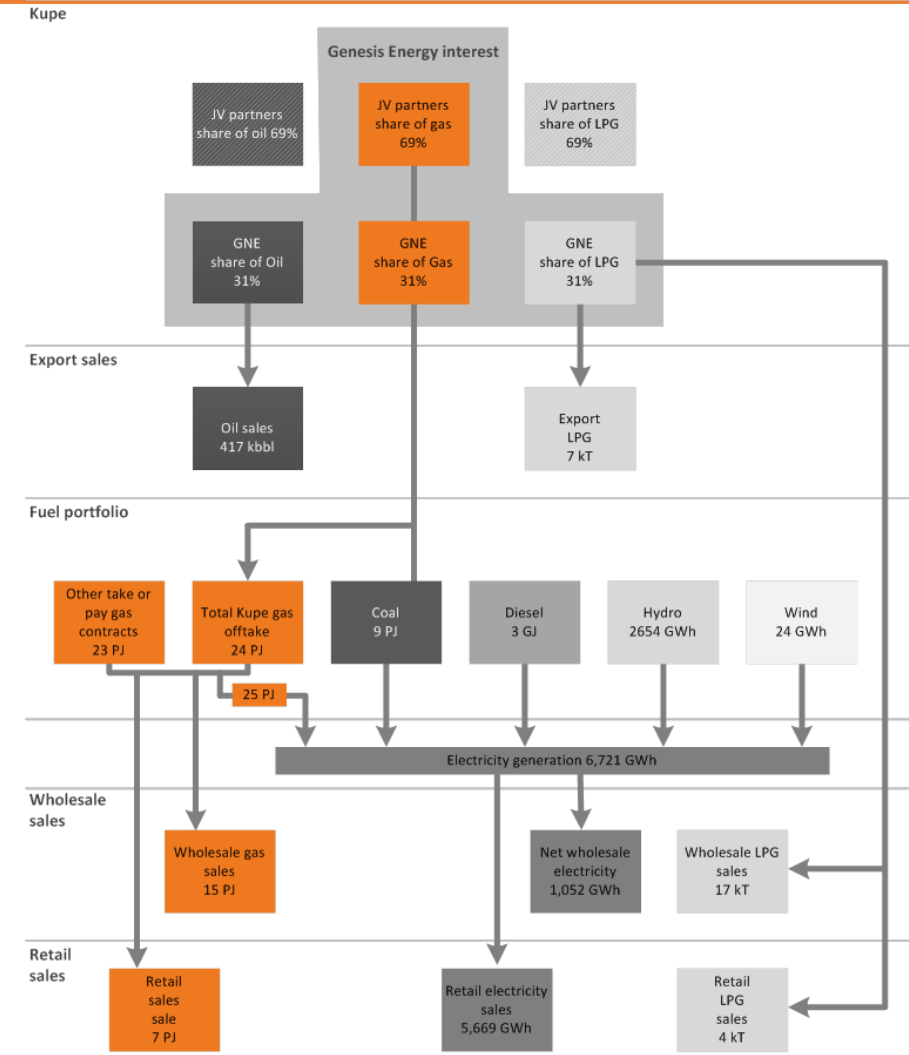 Kupe
Genesis Energy interest
JV partners
share of oil 69%
JV partners
share of gas
69%
JV partners
share of LPG
69%
GNE
share of Oil
31%
GNE
share of Gas
31%
GNE
share of LPG
31%
Export sales
Oil sales
417 kbbl
Export
LPG
7 kT
Fuel portfolio
Other take or
pay gas
contracts
23 PJ
Total Kupe gas
offtake
24 PJ
Coal
9 PJ
Diesel
3 GJ
Hydro
2654 GWh
Wind
24 GWh
25 PJ
Electricity generation 6,721 GWh
Wholesale
sales
Wholesale gas
sales
15 PJ
Net wholesale
electricity
1,052 GWh
Wholesale LPG
sales
17 kT
Retail
sales
Retail
sales
sale
7 PJ
Retail electricity
sales
5,669 GWh
Retail
LPG
sales
4 kT